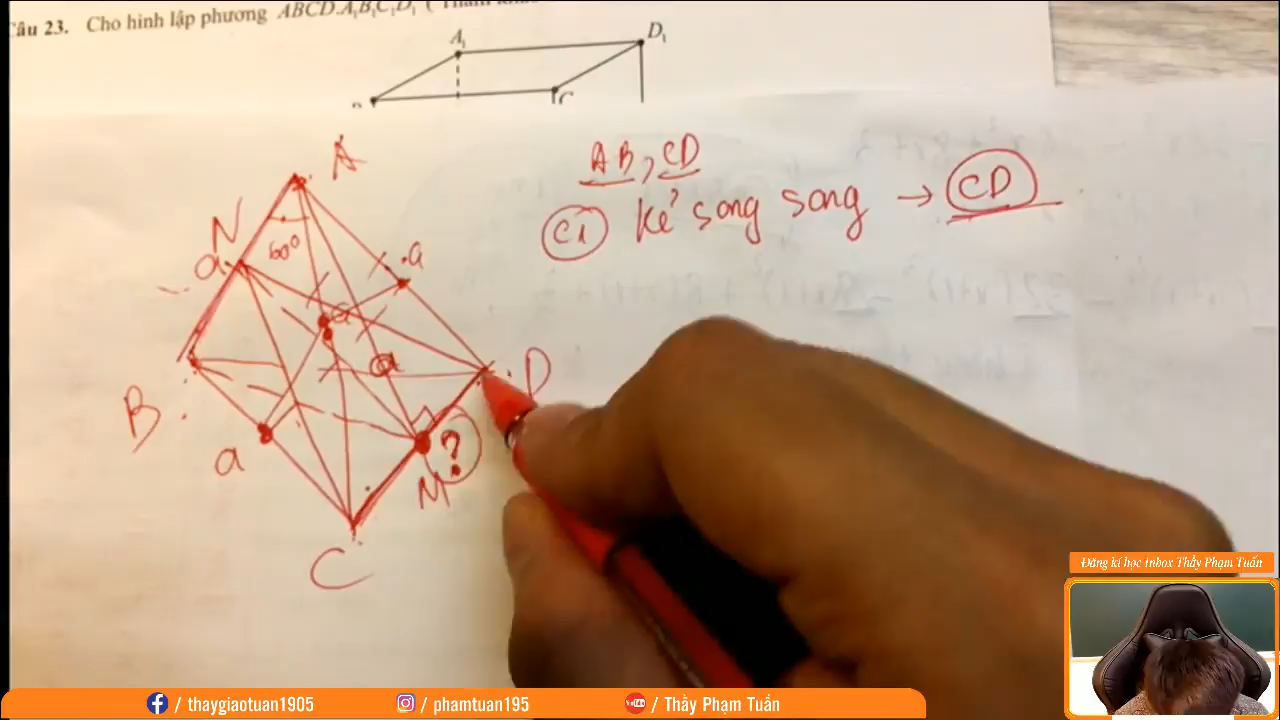 Câu 23. Cho hình lập phương ABCD.A₁B₁C₁D₁ (
A₁
D₁
C
A
AB, CD
C1 Kẻ song song → CD
N
60°
a
a
a
a
D
B
?
a
M
C
Đăng kí học Inbox Thầy Phạm Tuấn
/ thaygiaotuan1905
/ phamtuan195
/ Thầy Phạm Tuấn